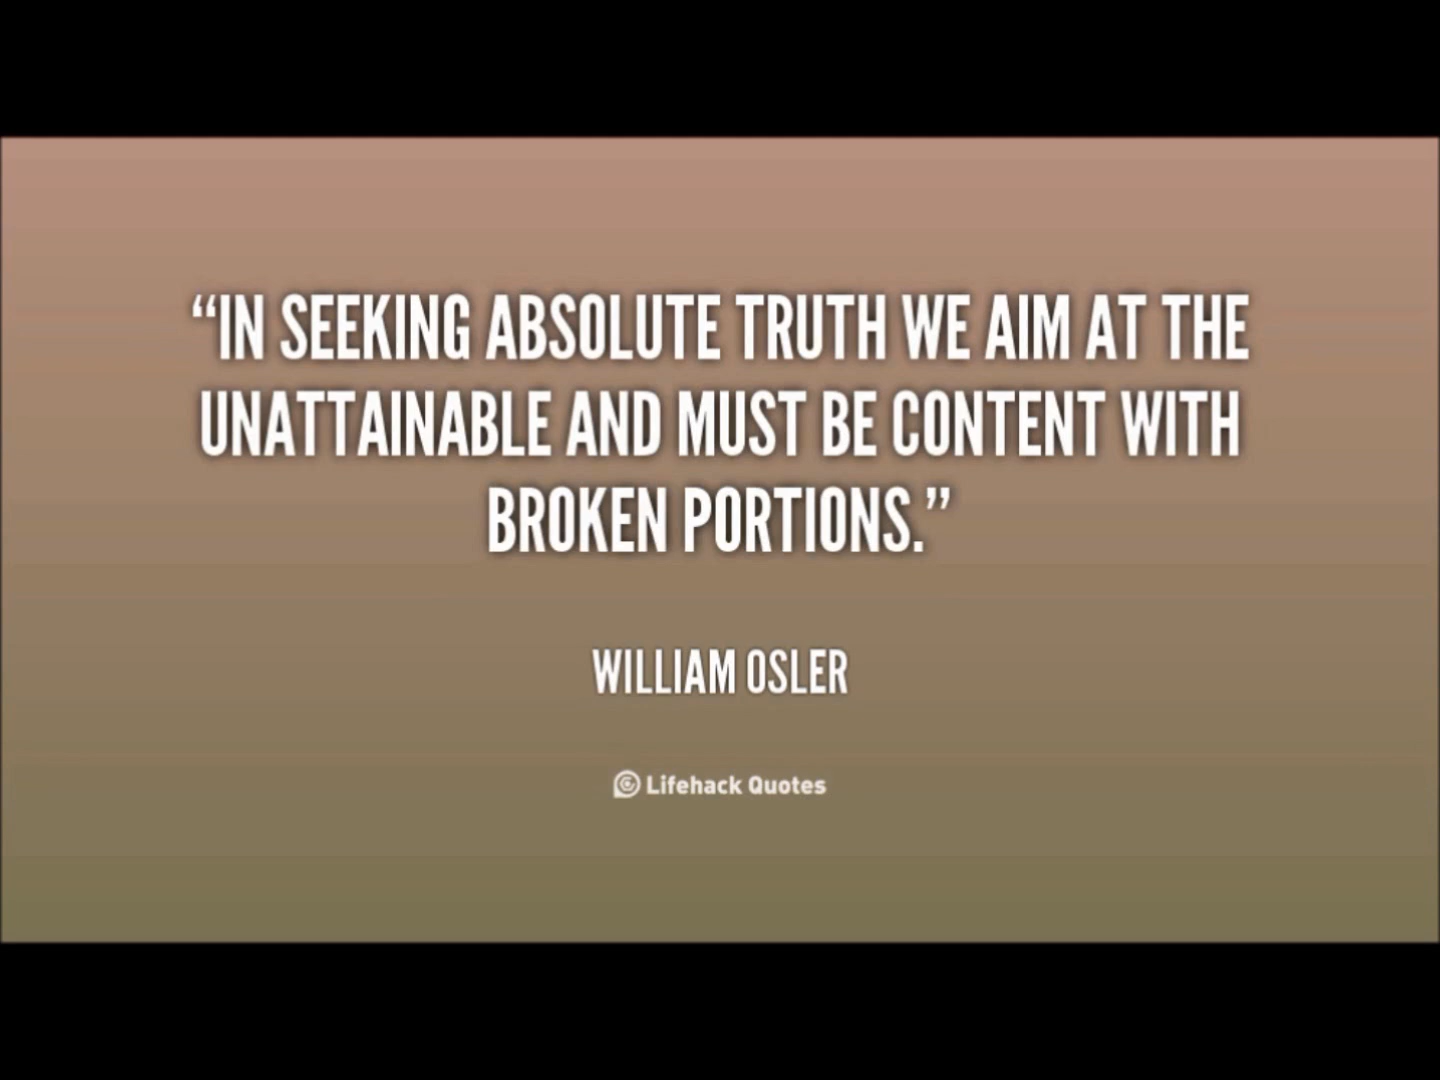 “IN SEEKING ABSOLUTE TRUTH WE AIM AT THE
UNATTAINABLE AND MUST BE CONTENT WITH
BROKEN PORTIONS.”
WILLIAM OSLER
Lifehack Quotes